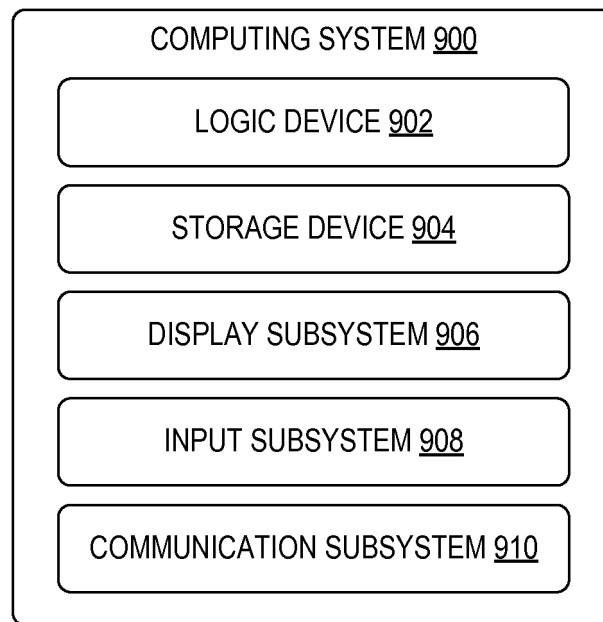 COMPUTING SYSTEM 900
LOGIC DEVICE 902
STORAGE DEVICE 904
DISPLAY SUBSYSTEM 906
INPUT SUBSYSTEM 908
COMMUNICATION SUBSYSTEM 910